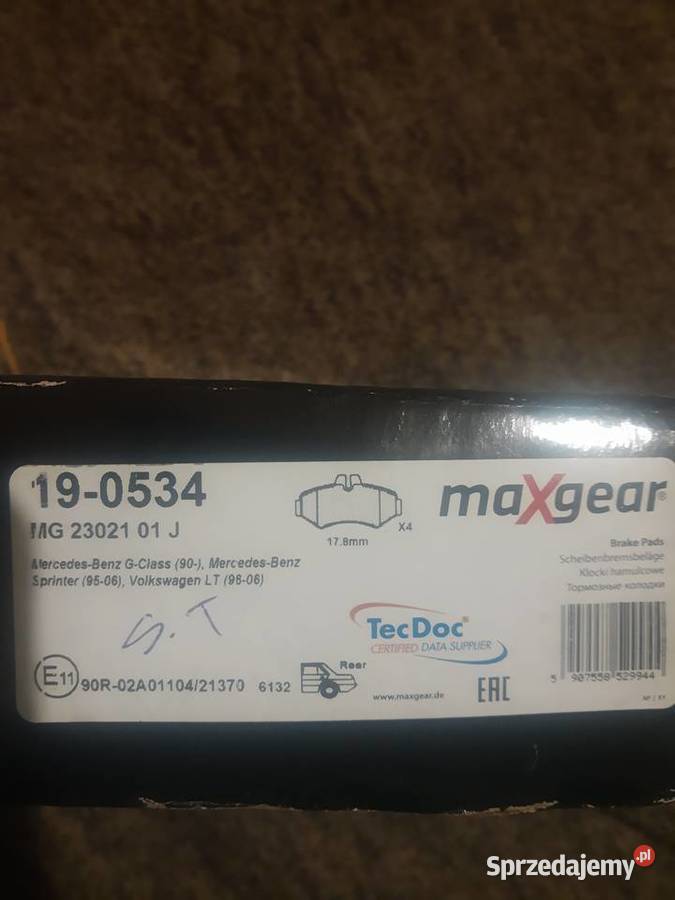 19-0534
MG 23021 01 J
Mercedes-Benz G-Class (90-), Mercedes-Benz
Sprinter (95-06), Volkswagen LT (96-06)
S.T
E11 90R-02A01104/21370 6132
17.8mm
X4
Rear
maXgear®
Brake Pads
Scheibenbremsbeläge
Klocki hamulcowe
Тормозные колодки
TecDoc®
CERTIFIED DATA SUPPLIER
www.maxgear.de
EAC
5 907558 529944
Sprzedajemy.pl